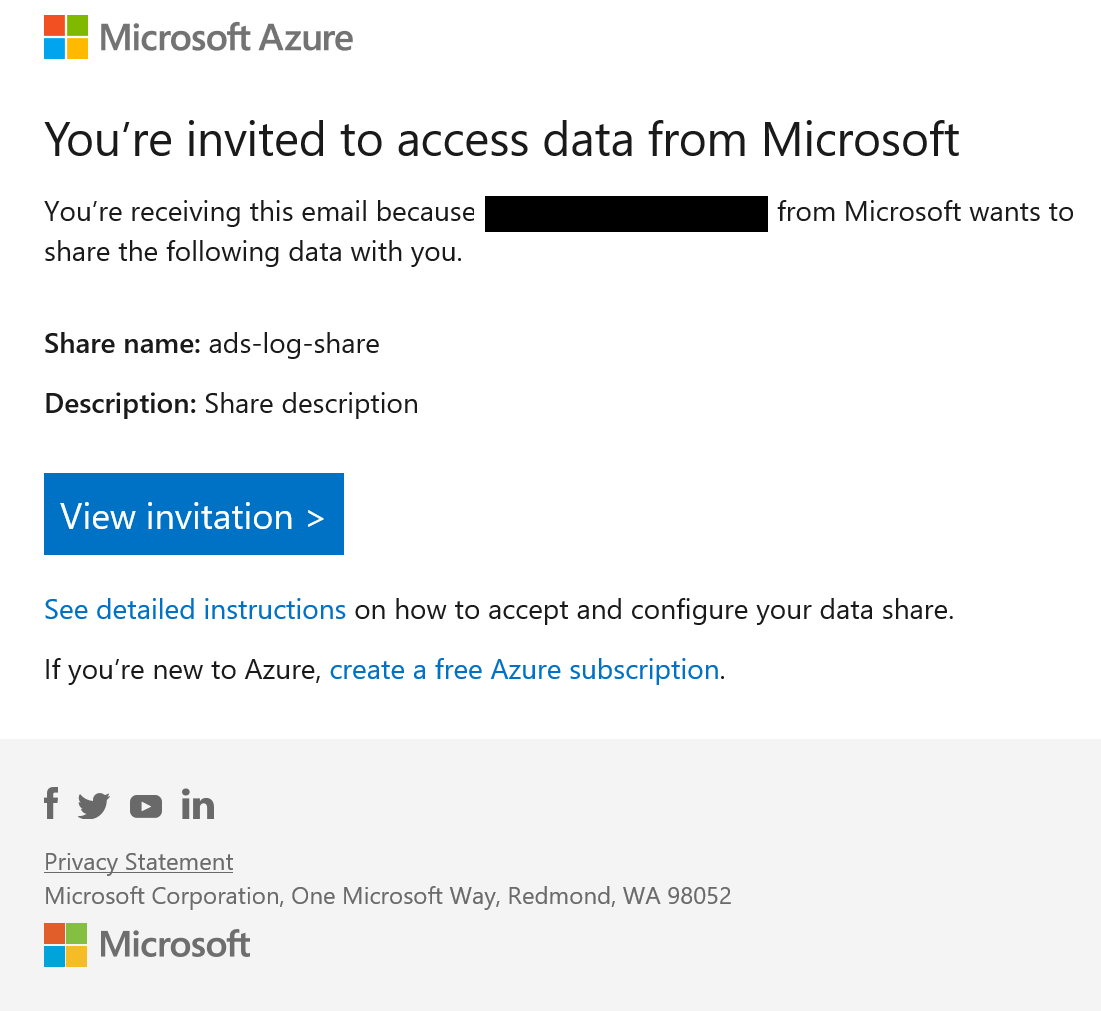 Microsoft Azure
You’re invited to access data from Microsoft
You’re receiving this email because from Microsoft wants to
share the following data with you.
Share name: ads-log-share
Description: Share description
View invitation >
See detailed instructions on how to accept and configure your data share.
If you’re new to Azure, create a free Azure subscription.
Privacy Statement
Microsoft Corporation, One Microsoft Way, Redmond, WA 98052
Microsoft